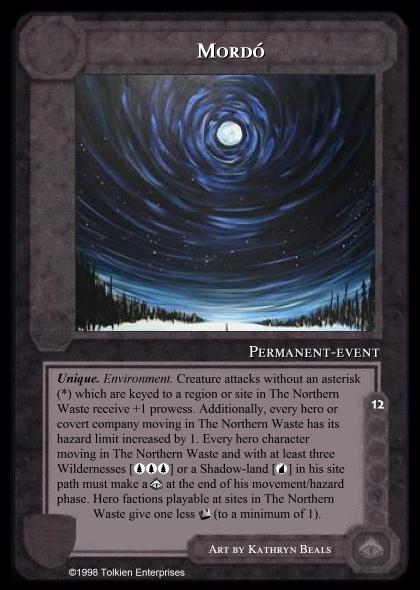 Mordó
Permanent-event
Unique. Environment. Creature attacks without an asterisk
(*) which are keyed to a region or site in The Northern
Waste receive +1 prowess. Additionally, every hero or
covert company moving in The Northern Waste has its
hazard limit increased by 1. Every hero character
moving in The Northern Waste and with at least three
Wildernesses [ ] or a Shadow-land [ ] in his site
path must make a at the end of his movement/hazard
phase. Hero factions playable at sites in The Northern
Waste give one less (to a minimum of 1).
12
Art by Kathryn Beals
©1998 Tolkien Enterprises